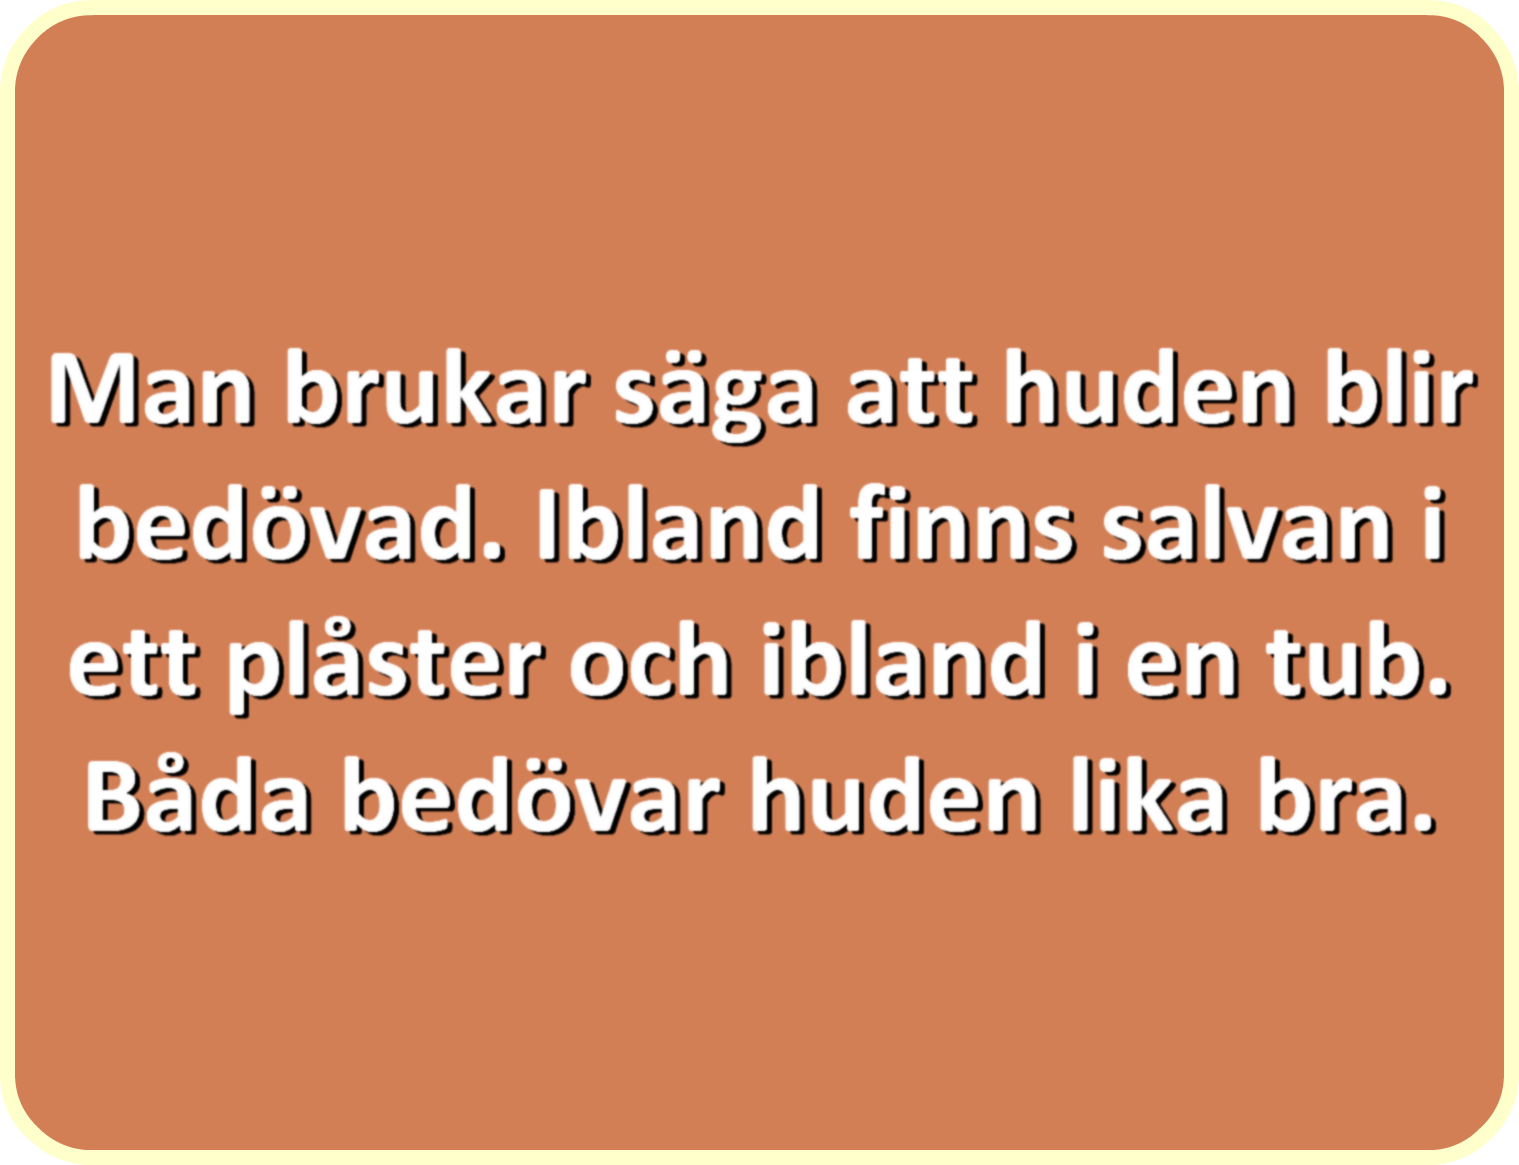 Man brukar säga att huden blir
bedövad. Ibland finns salvan i
ett plåster och ibland i en tub.
Båda bedövar huden lika bra.